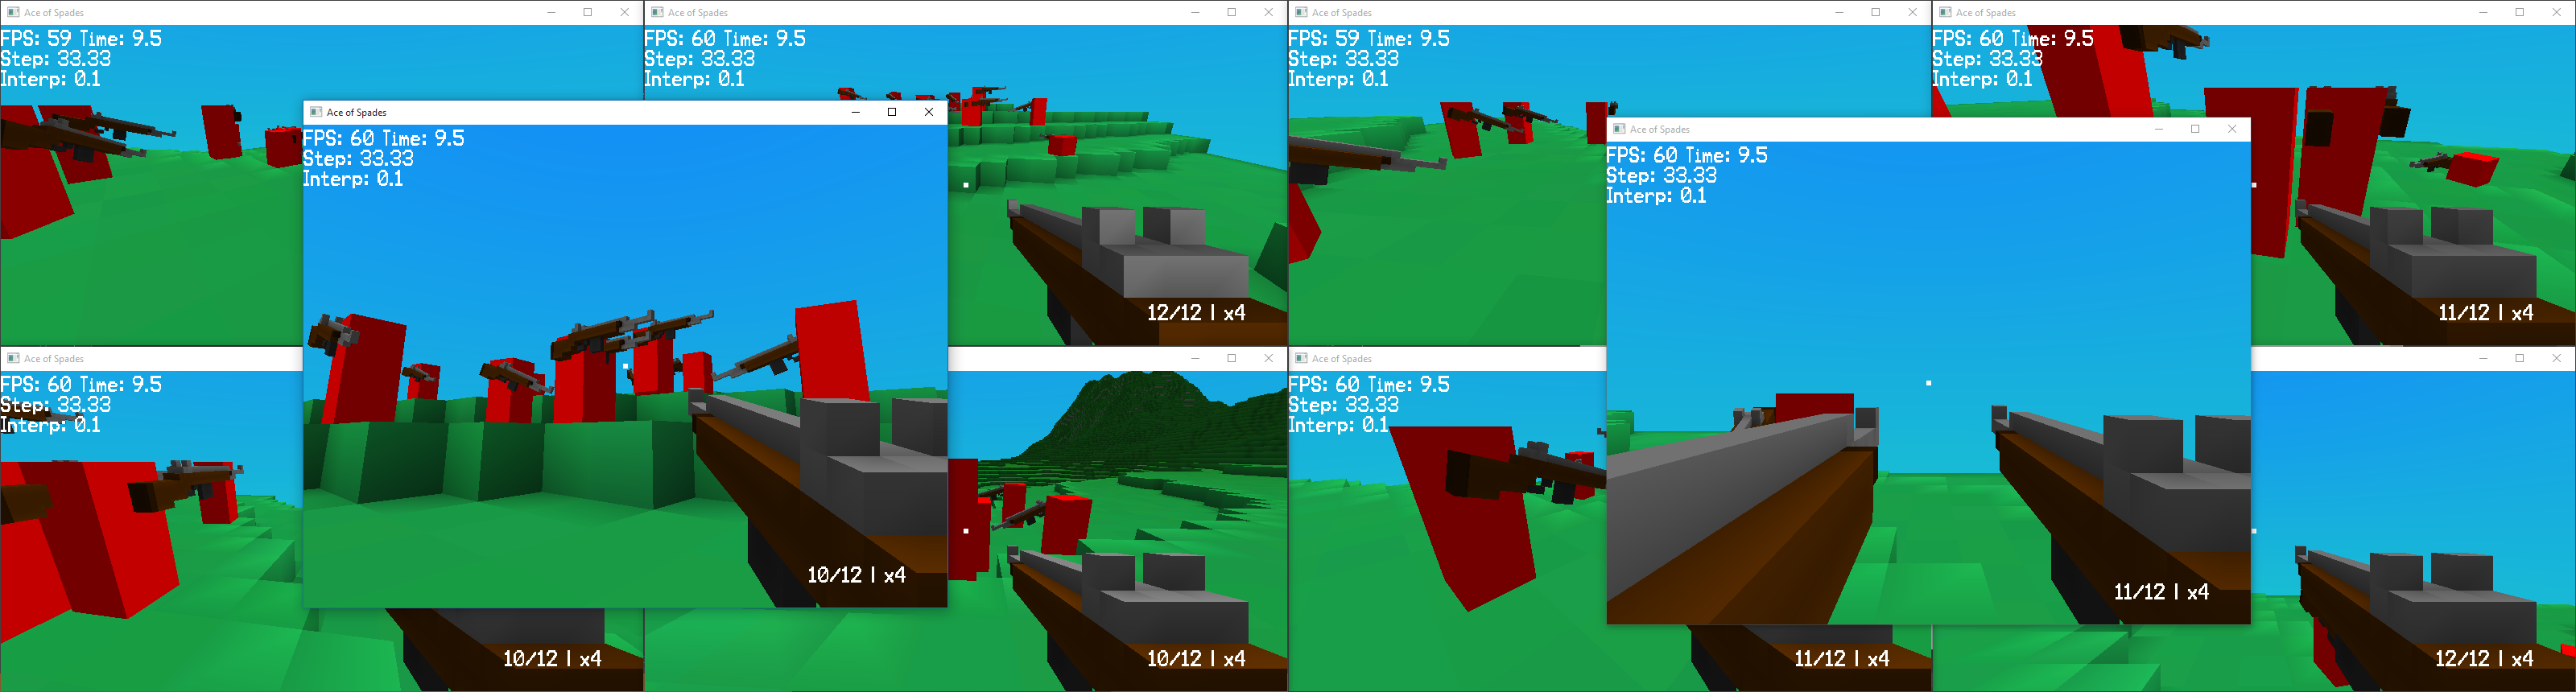 Ace of Spades
FPS: 59 Time: 9.5
Step: 33.33
Interp: 0.1
Ace of Spades
FPS: 60 Time: 9.5
Step: 33.33
Interp: 0.1
12/12 | x4
Ace of Spades
FPS: 59 Time: 9.5
Step: 33.33
Interp: 0.1
Ace of Spades
FPS: 60 Time: 9.5
Step: 33.33
Interp: 0.1
11/12 | x4
Ace of Spades
FPS: 60 Time: 9.5
Step: 33.33
Interp: 0.1
10/12 | x4
Ace of Spades
FPS: 60 Time: 9.5
Step: 33.33
Interp: 0.1
11/12 | x4
Ace of Spades
FPS: 60 Time: 9.5
Step: 33.33
Interp: 0.1
10/12 | x4
10/12 | x4
Ace of Spades
FPS: 60 Time: 9.5
Step: 33.33
Interp: 0.1
11/12 | x4
12/12 | x4